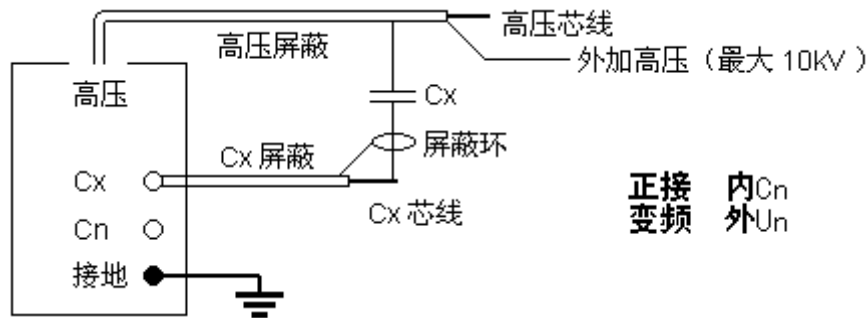 高压芯线
高压屏蔽
外加高压（最大 10KV ）
高压
Cx
Cx 屏蔽
屏蔽环
Cx
Cx 芯线
正接 内Cn
Cn
变频 外Un
接地